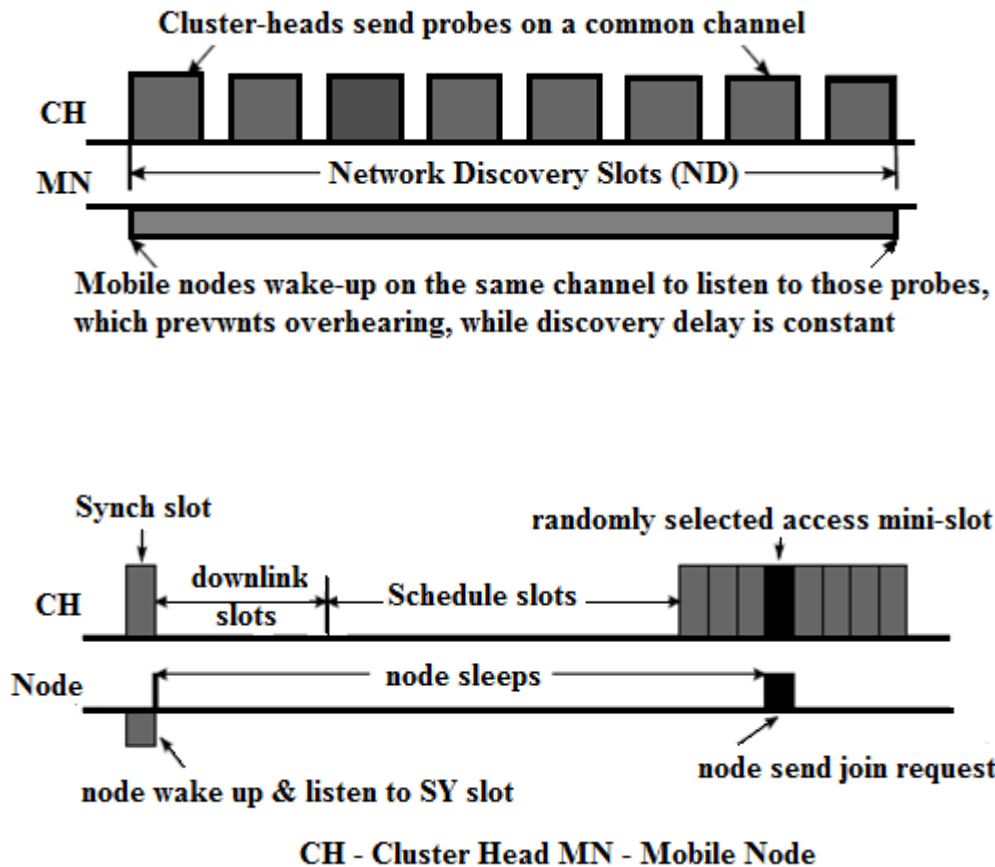 Cluster-heads send probes on a common channel
CH
Network Discovery Slots (ND)
MN
Mobile nodes wake-up on the same channel to listen to those probes,
which prevwnts overhearing, while discovery delay is constant
Synch slot
randomly selected access mini-slot
downlink
slots
Schedule slots
CH
node sleeps
Node
node send join request
node wake up & listen to SY slot
CH - Cluster Head MN - Mobile Node